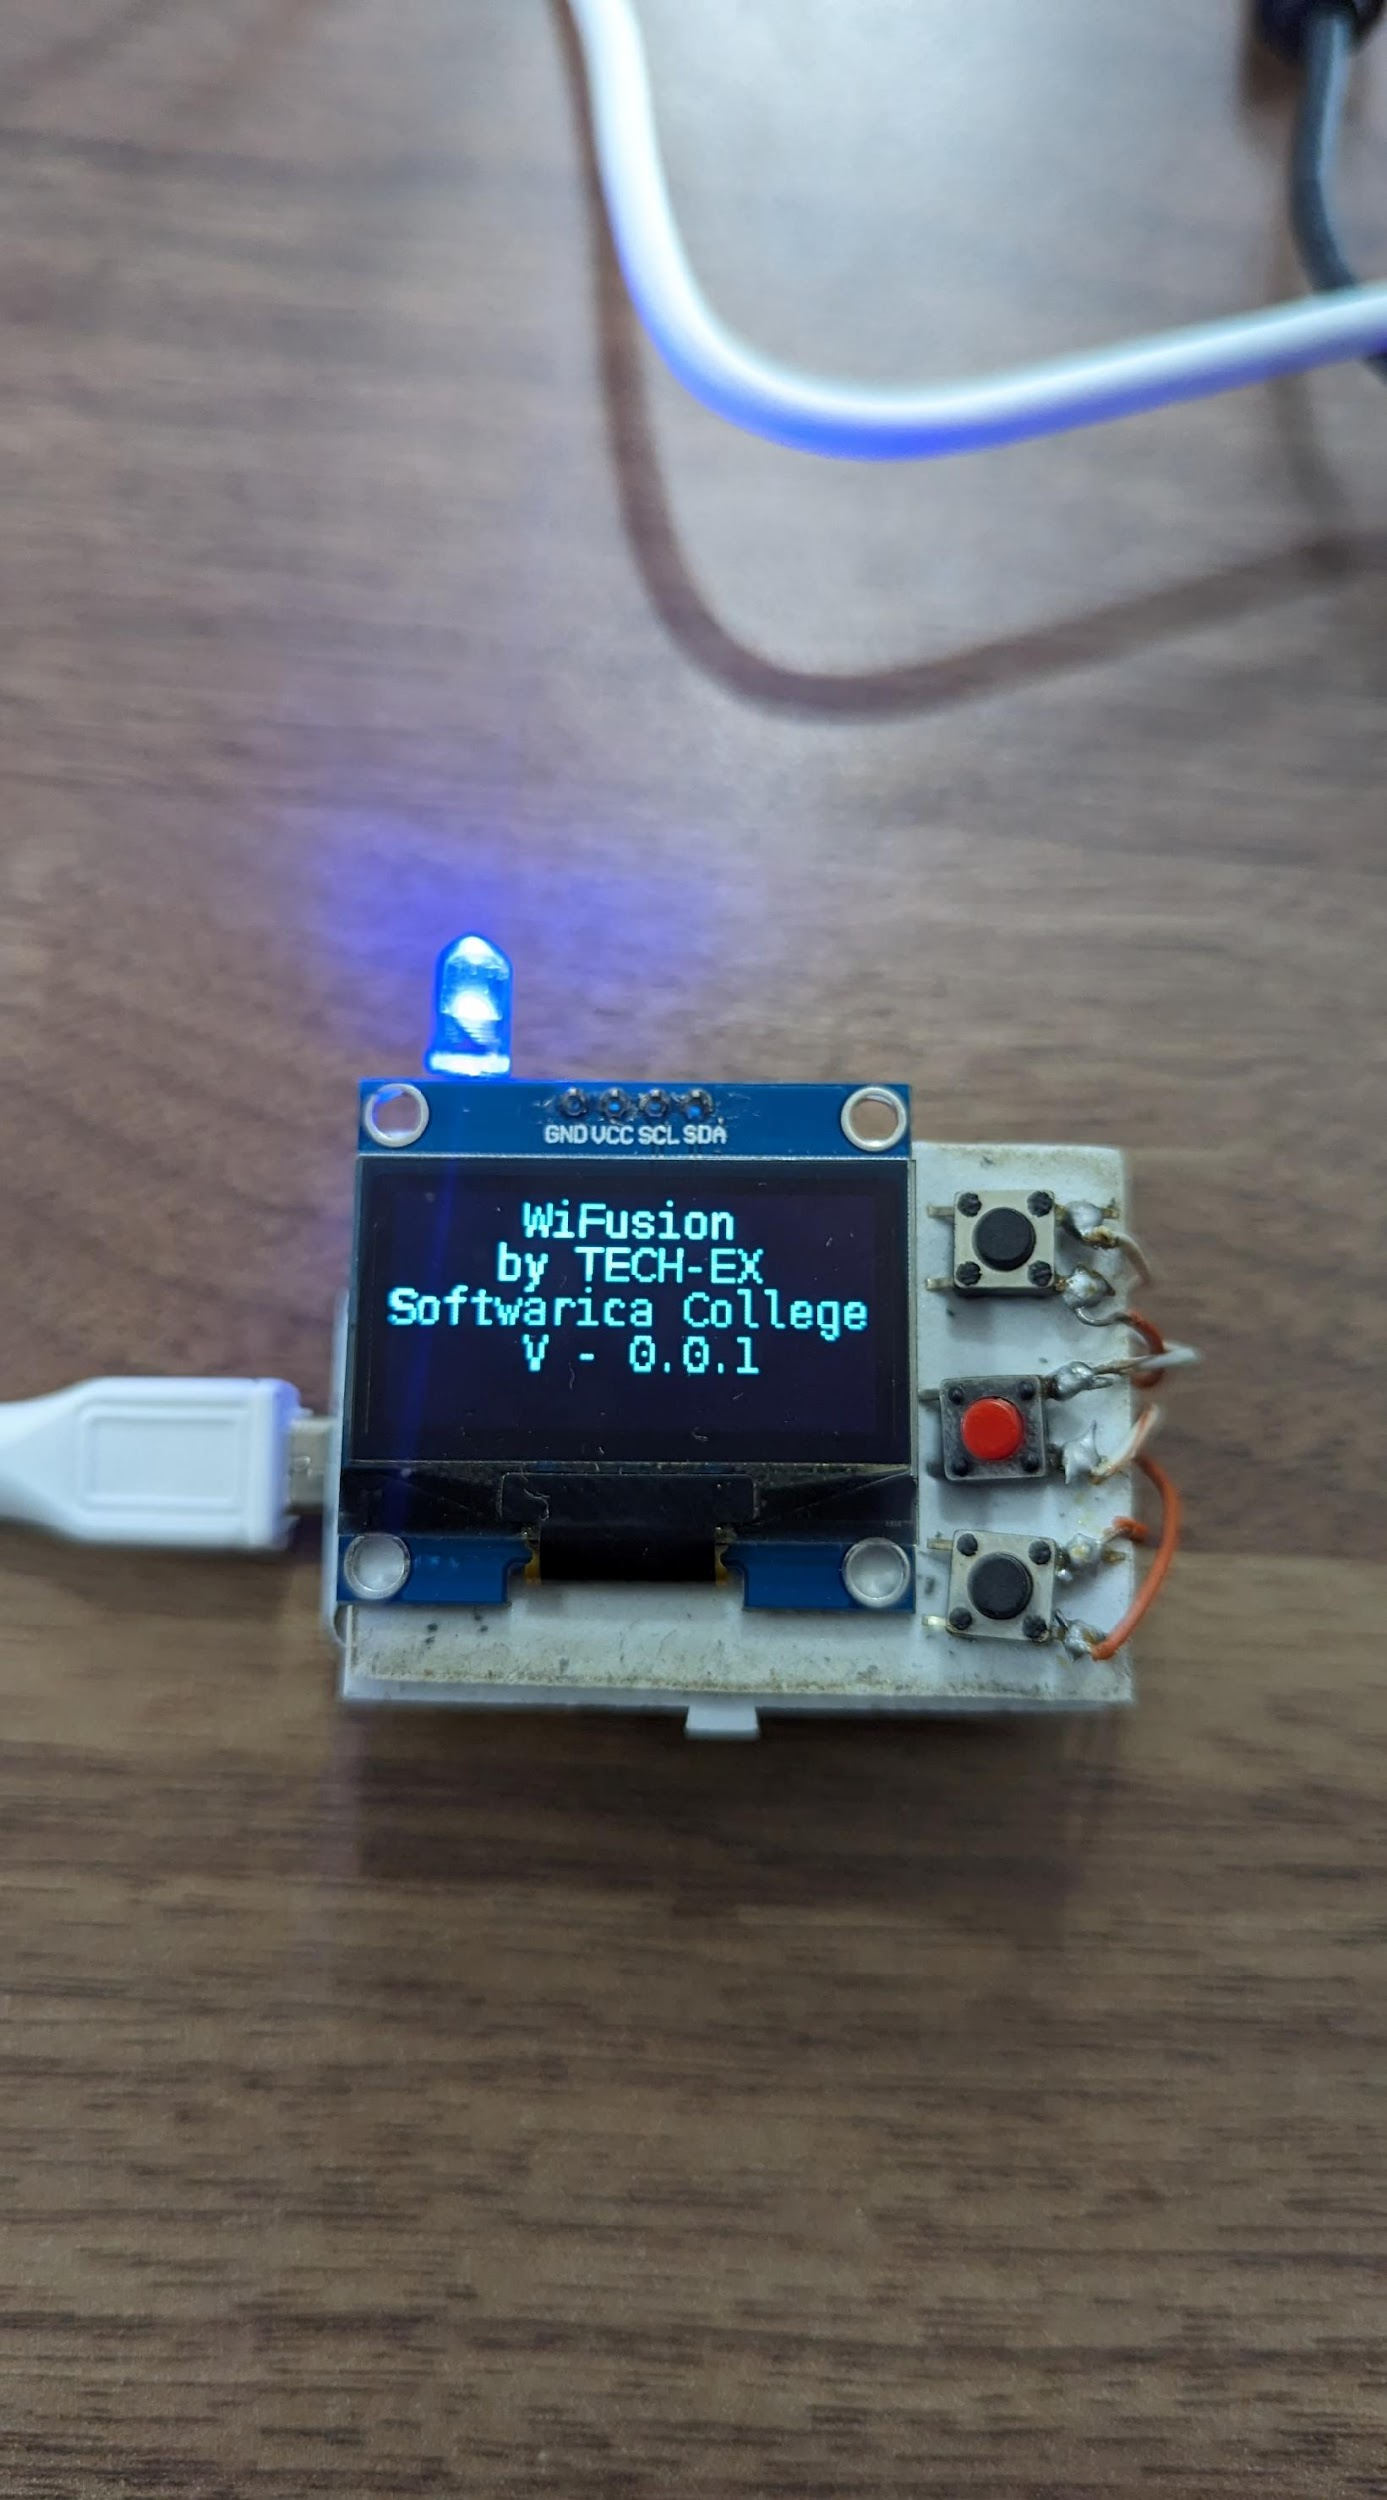 GND VCC SCL SDA
WiFusion
by TECH-EX
Softwarica College
V - 0.0.1